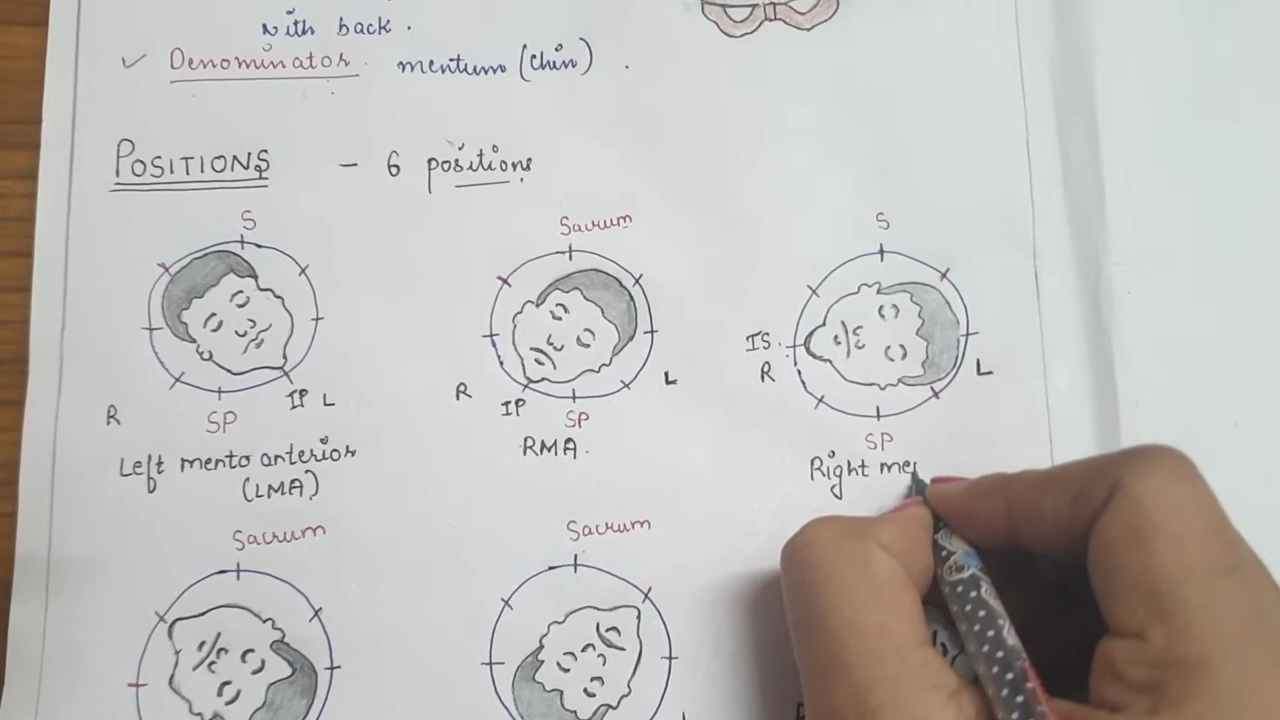 with back .
✓ Denominator. mentum (Chin) .
POSITIONS - 6 positions
S
IP L
R
SP
Left mento anterior
(LMA)
Sacrum
R
IP
L
SP
RMA.
S
IS.
R
L
SP
Right me
Sacrum
Sacrum